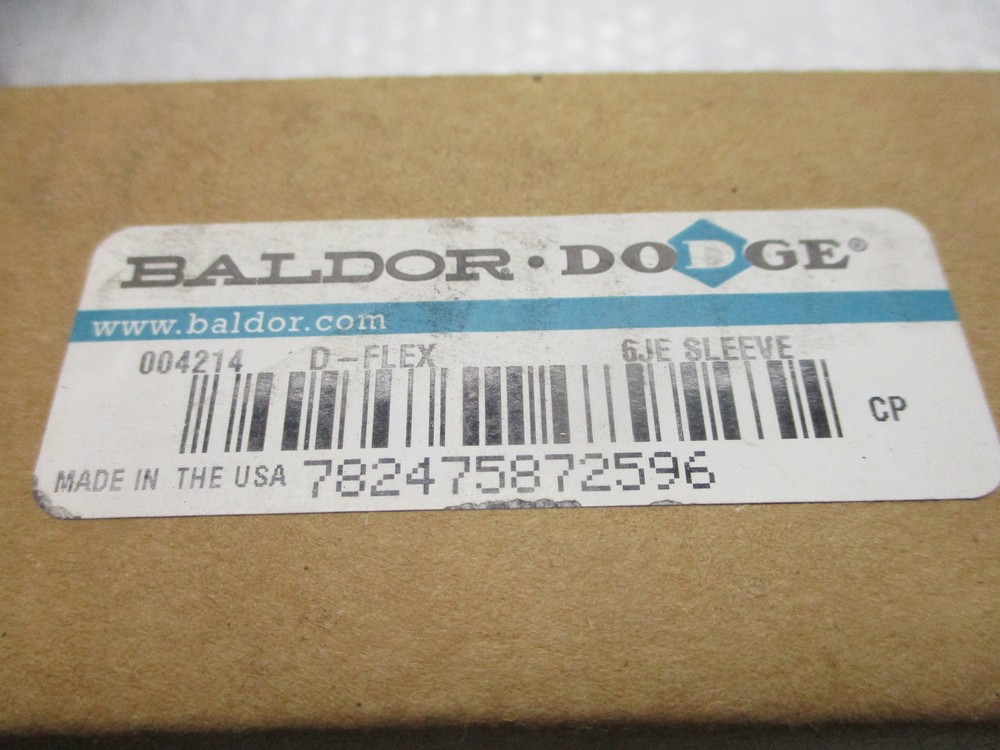 BALDOR • DODGE®
www.baldor.com
004214 D-FLEX 6JE SLEEVE
CP
MADE IN THE USA 782475872596